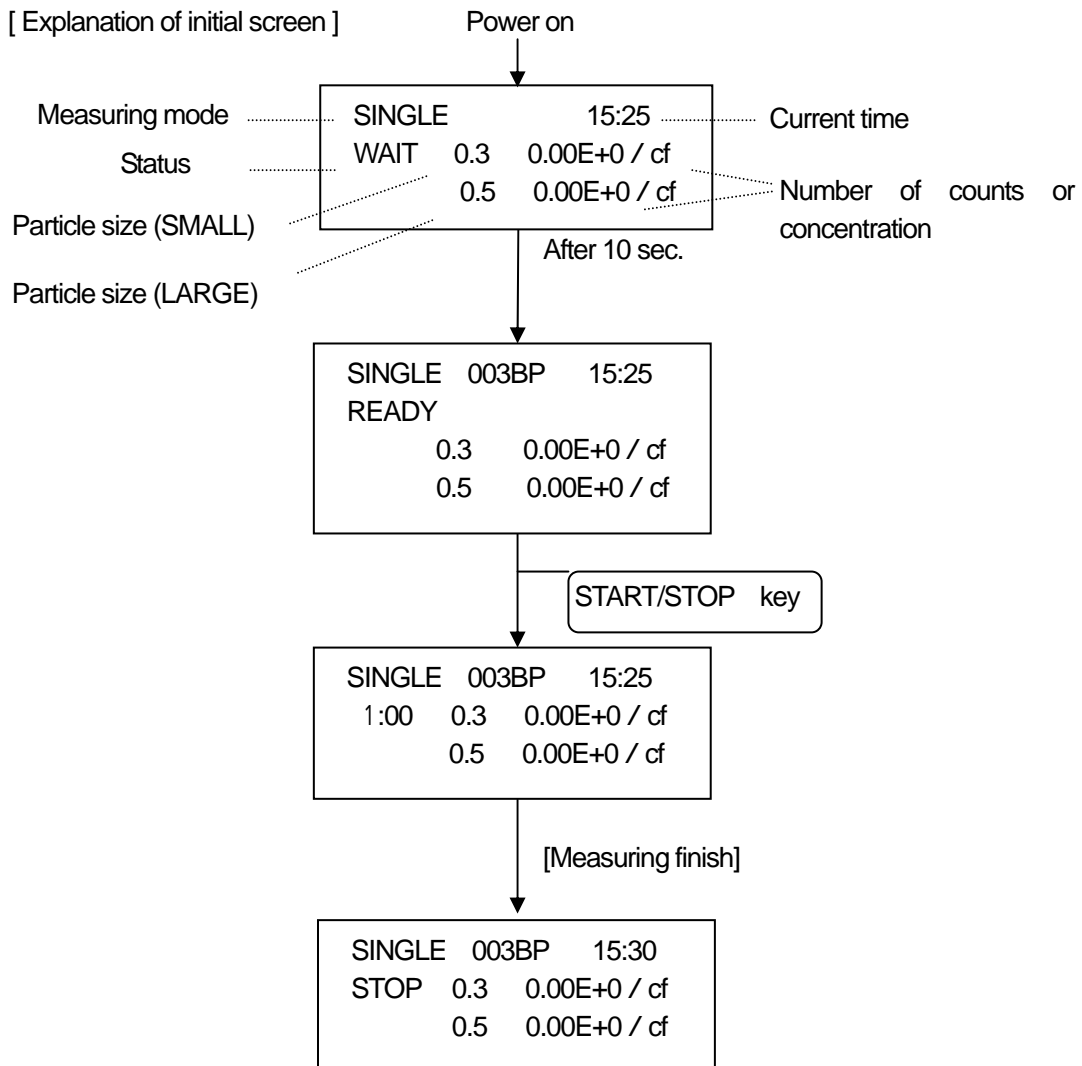 [ Explanation of initial screen ]
Power on
Measuring mode
SINGLE 15:25
Current time
Status
WAIT 0.3 0.00E+0 / cf
0.5 0.00E+0 / cf
Number of counts or
concentration
Particle size (SMALL)
Particle size (LARGE)
After 10 sec.
SINGLE 003BP 15:25
READY
0.3 0.00E+0 / cf
0.5 0.00E+0 / cf
START/STOP key
SINGLE 003BP 15:25
1:00 0.3 0.00E+0 / cf
0.5 0.00E+0 / cf
[Measuring finish]
SINGLE 003BP 15:30
STOP 0.3 0.00E+0 / cf
0.5 0.00E+0 / cf